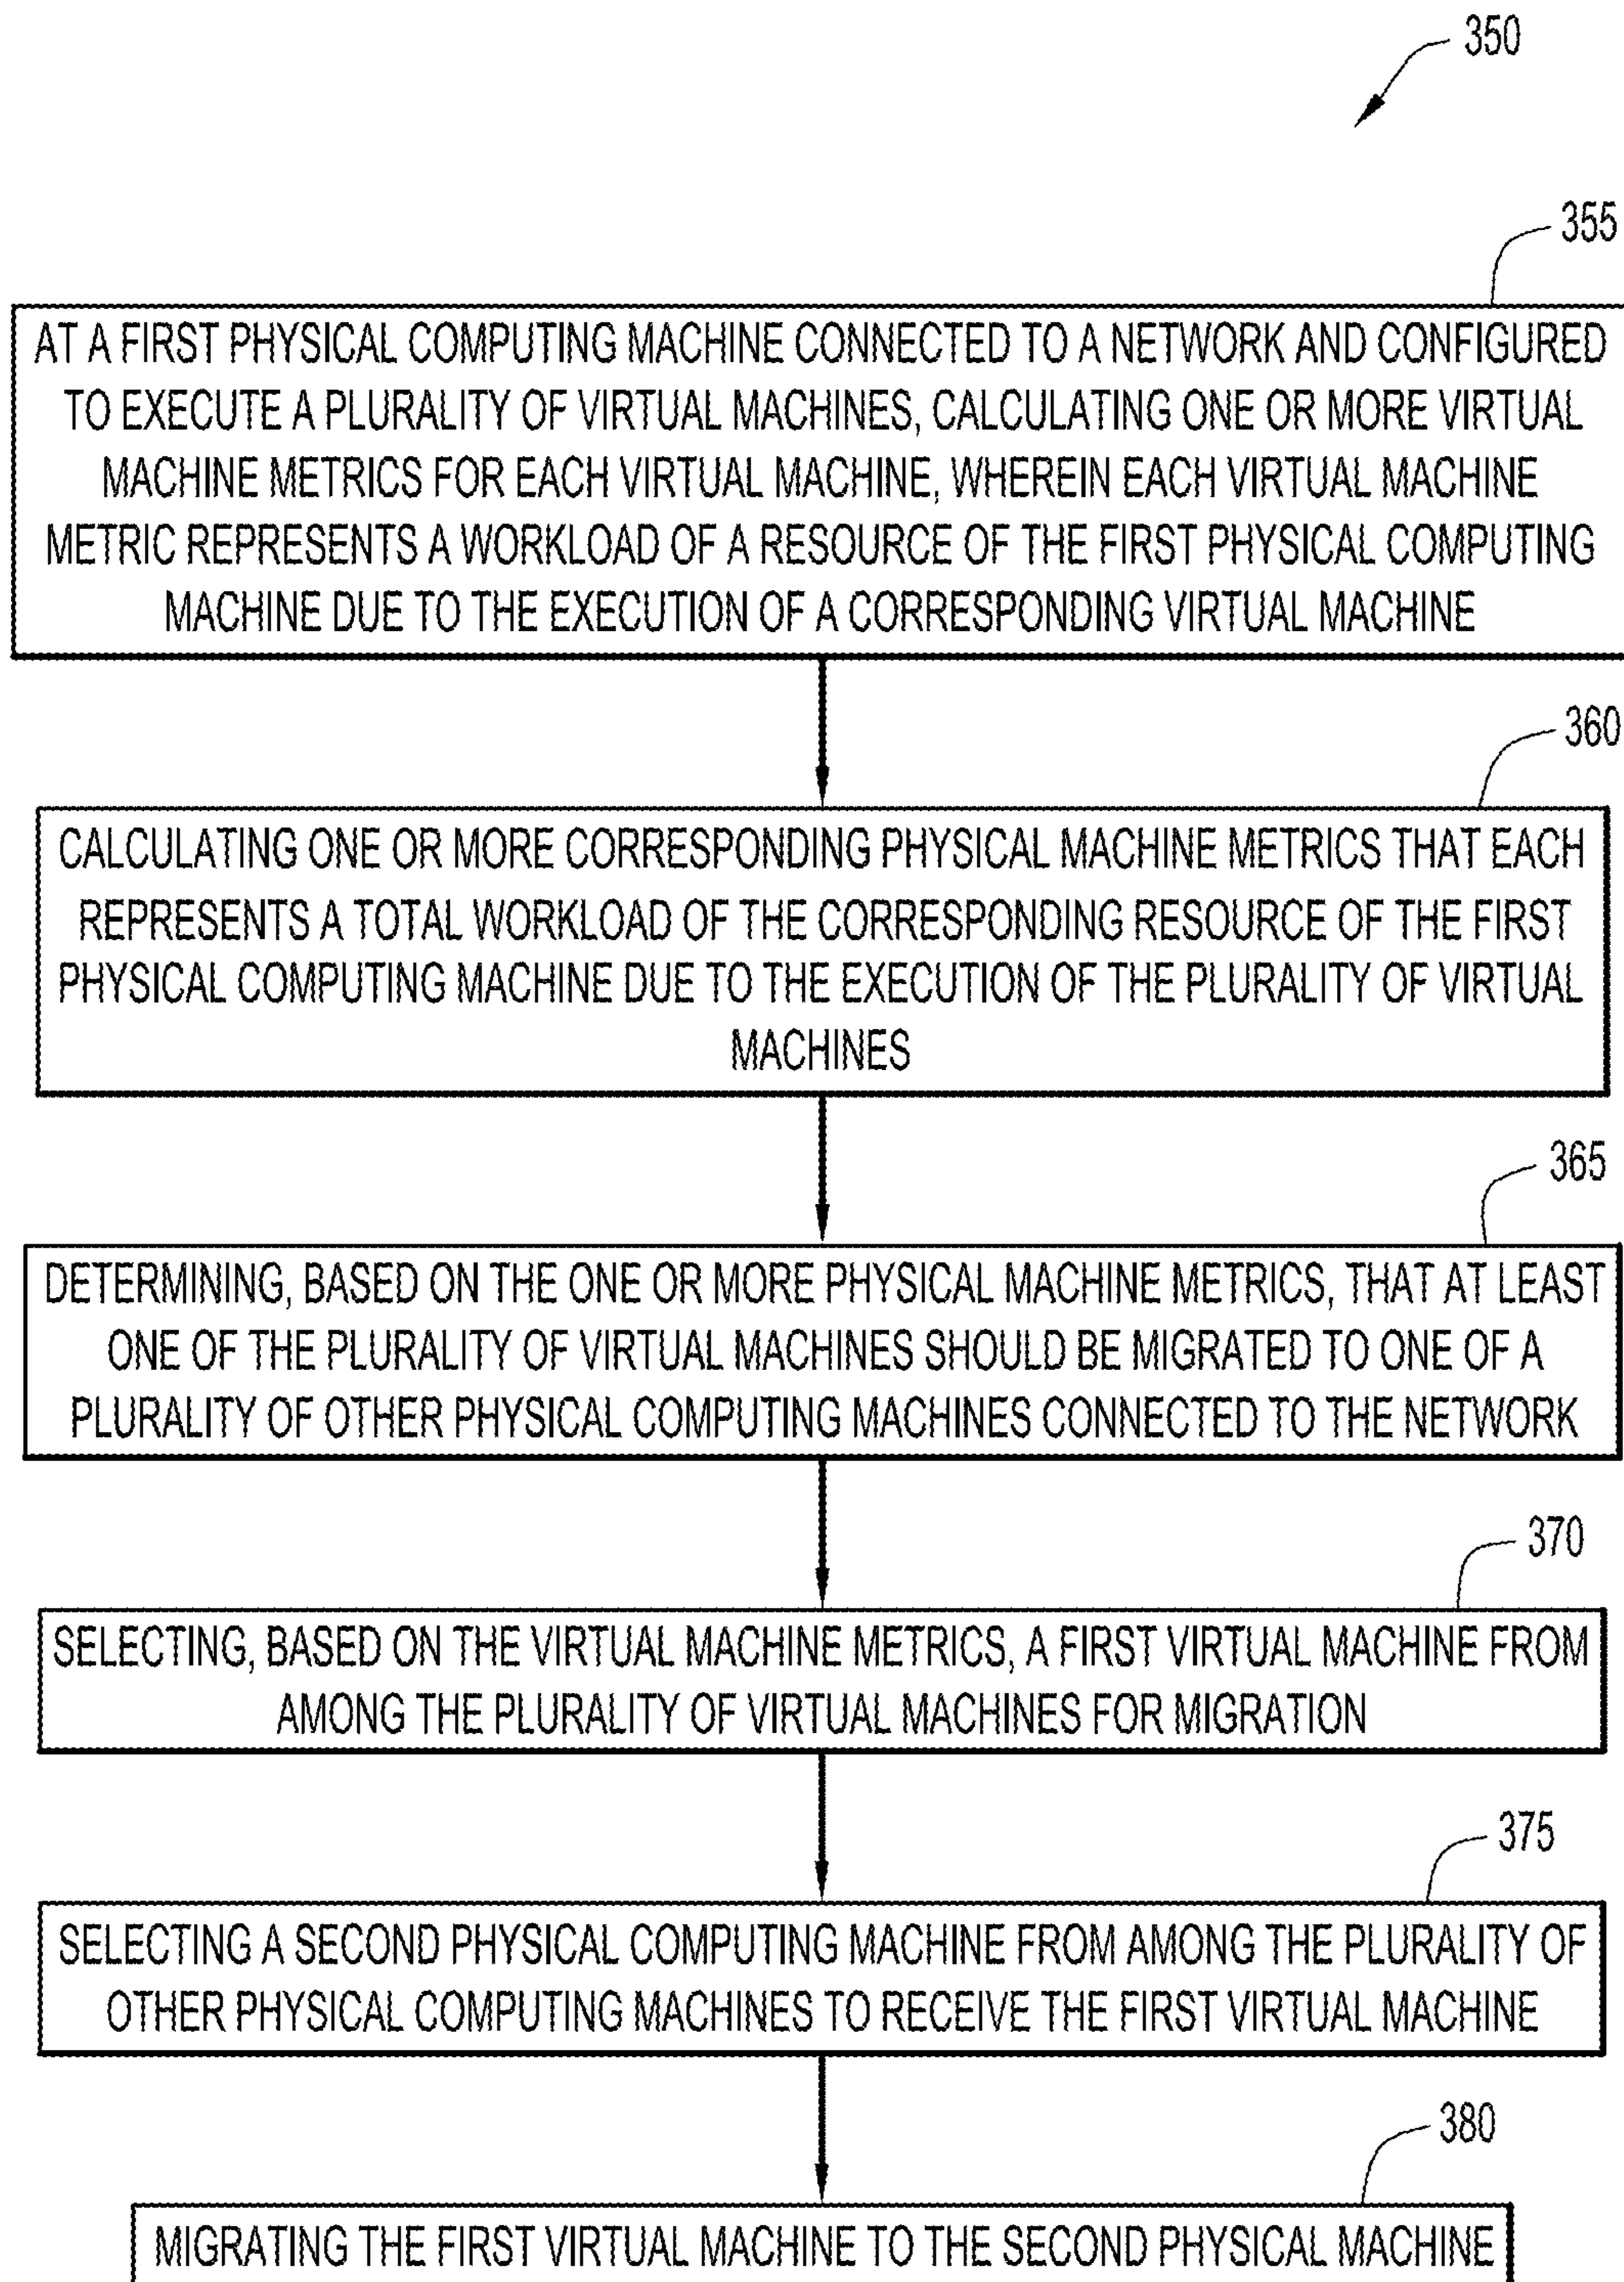 350
355
AT A FIRST PHYSICAL COMPUTING MACHINE CONNECTED TO A NETWORK AND CONFIGURED
TO EXECUTE A PLURALITY OF VIRTUAL MACHINES, CALCULATING ONE OR MORE VIRTUAL
MACHINE METRICS FOR EACH VIRTUAL MACHINE, WHEREIN EACH VIRTUAL MACHINE
METRIC REPRESENTS A WORKLOAD OF A RESOURCE OF THE FIRST PHYSICAL COMPUTING
MACHINE DUE TO THE EXECUTION OF A CORRESPONDING VIRTUAL MACHINE
360
CALCULATING ONE OR MORE CORRESPONDING PHYSICAL MACHINE METRICS THAT EACH
REPRESENTS A TOTAL WORKLOAD OF THE CORRESPONDING RESOURCE OF THE FIRST
PHYSICAL COMPUTING MACHINE DUE TO THE EXECUTION OF THE PLURALITY OF VIRTUAL
MACHINES
365
DETERMINING, BASED ON THE ONE OR MORE PHYSICAL MACHINE METRICS, THAT AT LEAST
ONE OF THE PLURALITY OF VIRTUAL MACHINES SHOULD BE MIGRATED TO ONE OF A
PLURALITY OF OTHER PHYSICAL COMPUTING MACHINES CONNECTED TO THE NETWORK
370
SELECTING, BASED ON THE VIRTUAL MACHINE METRICS, A FIRST VIRTUAL MACHINE FROM
AMONG THE PLURALITY OF VIRTUAL MACHINES FOR MIGRATION
375
SELECTING A SECOND PHYSICAL COMPUTING MACHINE FROM AMONG THE PLURALITY OF
OTHER PHYSICAL COMPUTING MACHINES TO RECEIVE THE FIRST VIRTUAL MACHINE
380
MIGRATING THE FIRST VIRTUAL MACHINE TO THE SECOND PHYSICAL MACHINE